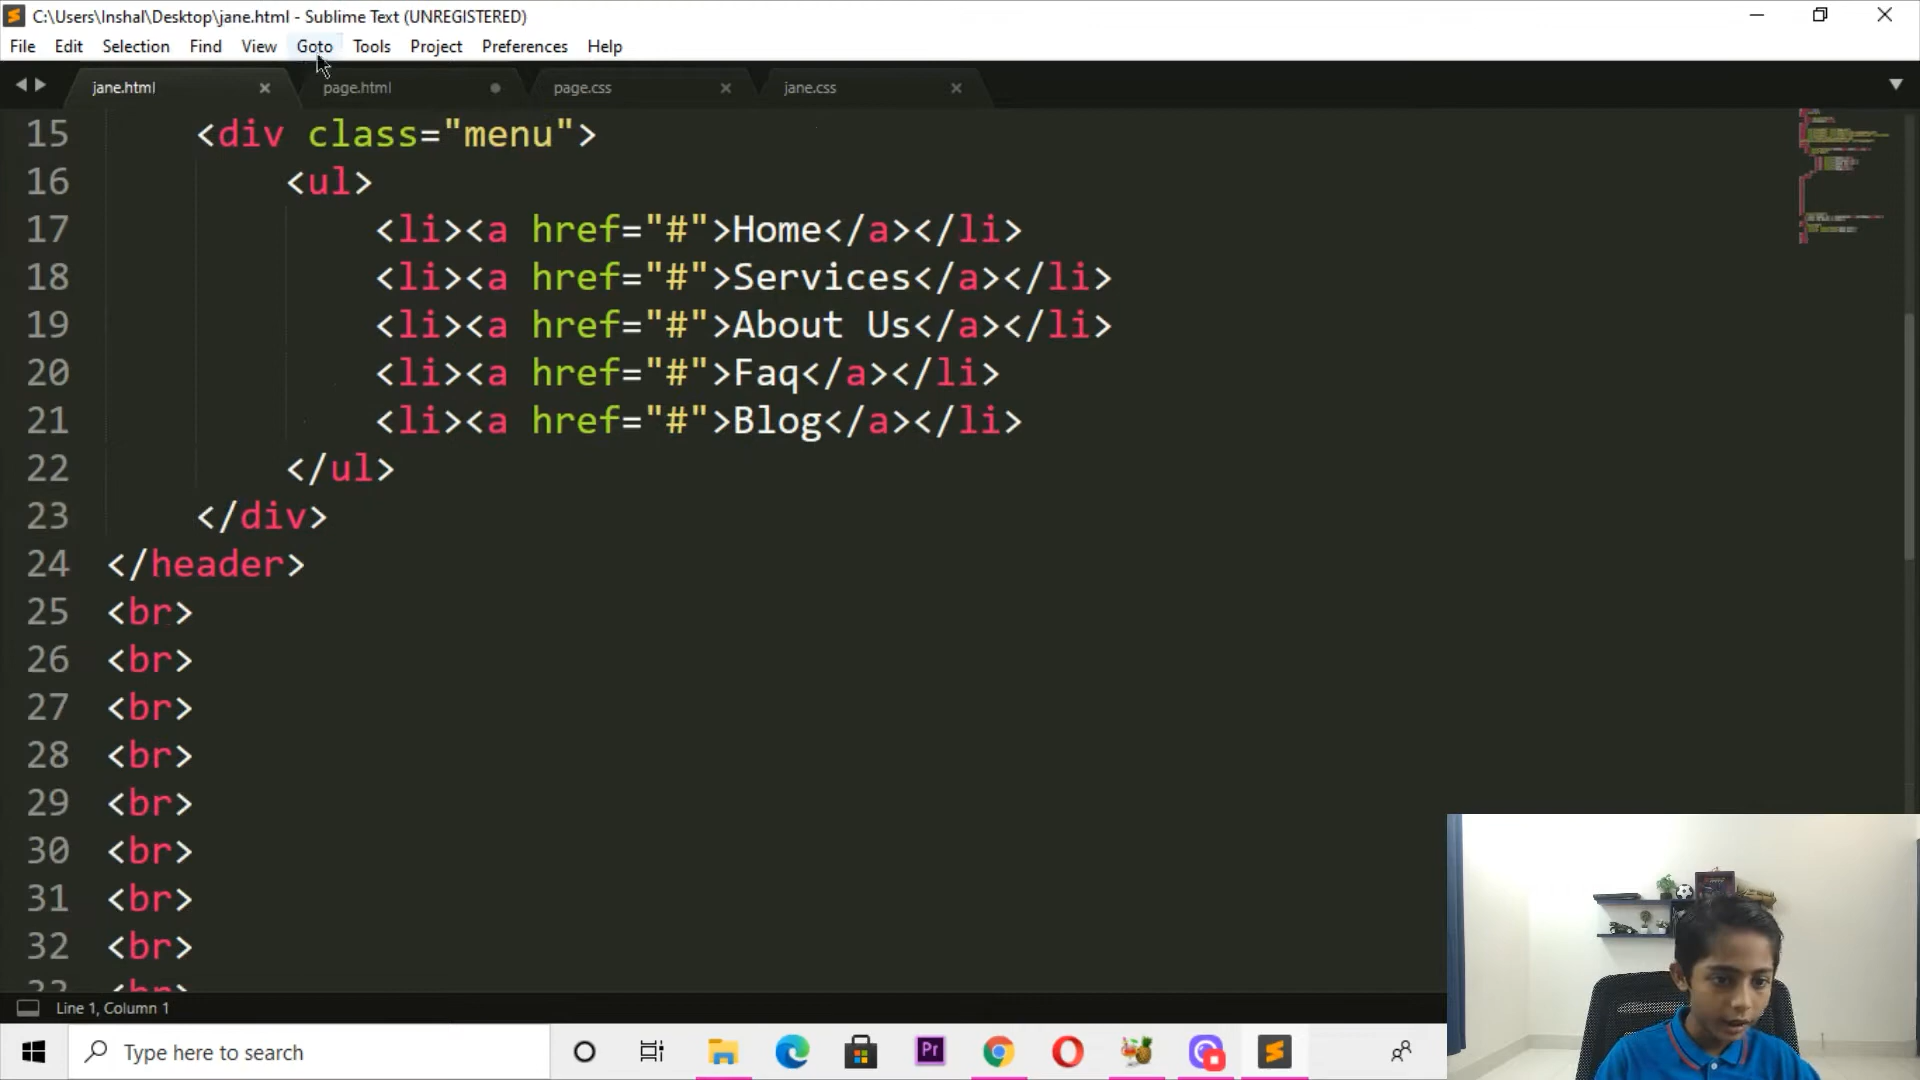 C:\Users\Inshal\Desktop\jane.html - Sublime Text (UNREGISTERED)
File Edit Selection Find View Goto Tools Project Preferences Help
jane.html page.html page.css jane.css
15 <div class="menu">
16 <ul>
17 <li><a href="#">Home</a></li>
18 <li><a href="#">Services</a></li>
19 <li><a href="#">About Us</a></li>
20 <li><a href="#">Faq</a></li>
21 <li><a href="#">Blog</a></li>
22 </ul>
23 </div>
24 </header>
25 <br>
26 <br>
27 <br>
28 <br>
29 <br>
30 <br>
31 <br>
32 <br>
33 <br>
Line 1, Column 1
Type here to search
Pr